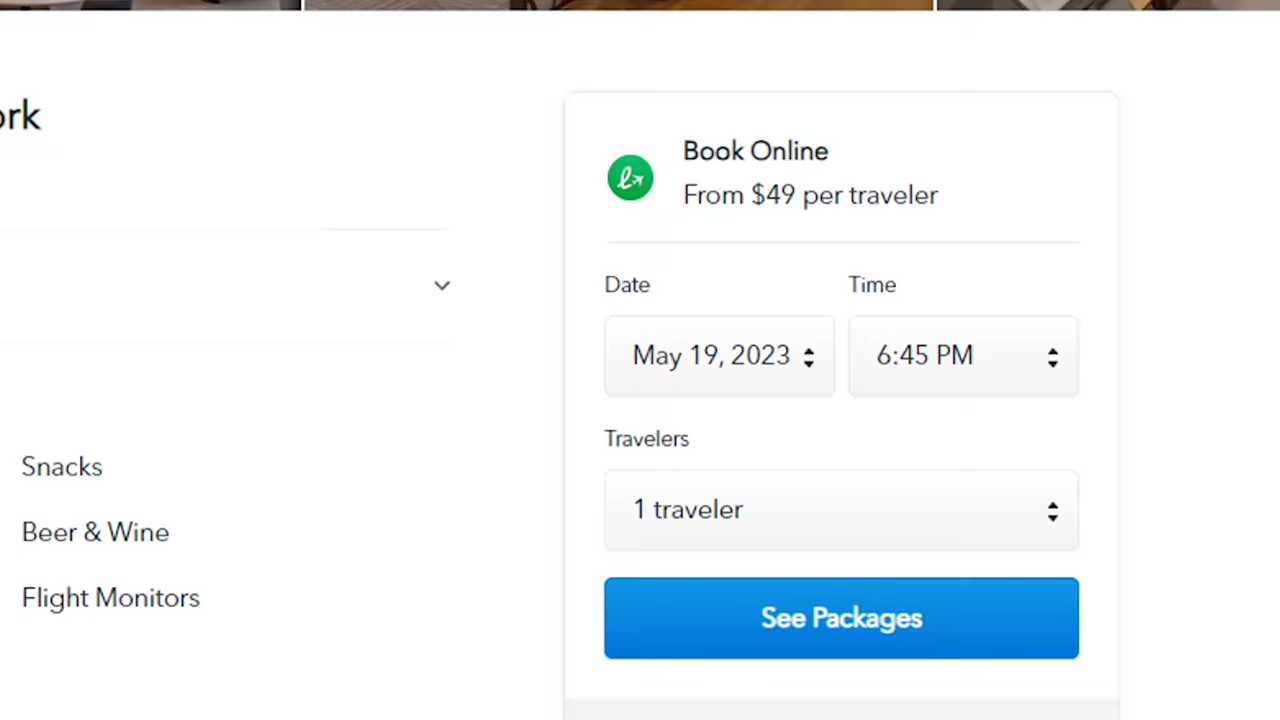 Book Online
From $49 per traveler
Date
Time
May 19, 2023
6:45 PM
Travelers
1 traveler
See Packages
Snacks
Beer & Wine
Flight Monitors